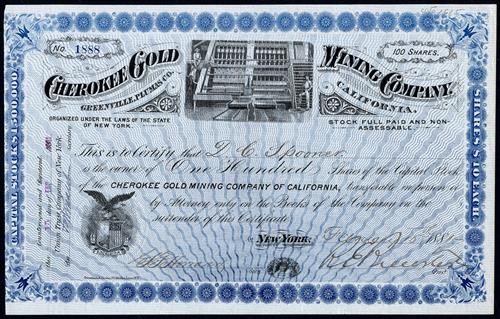 No. 1888
100 SHARES.
CHEROKEE GOLD MINING COMPANY,
GREENVILLE, PLUMAS CO. CALIFORNIA.
ORGANIZED UNDER THE LAWS OF THE STATE OF NEW YORK.
STOCK FULL PAID AND NON-ASSESSABLE.
This is to Certify that D. C. Spooner
is the owner of One Hundred Shares of the Capital Stock
of the CHEROKEE GOLD MINING COMPANY OF CALIFORNIA, transferable in person or
by Attorney only on the Books of the Company on the
surrender of this Certificate.
NEW YORK,
CAPITAL STOCK $1,500,000
SHARES $10 EACH.
Countersigned and Registered,